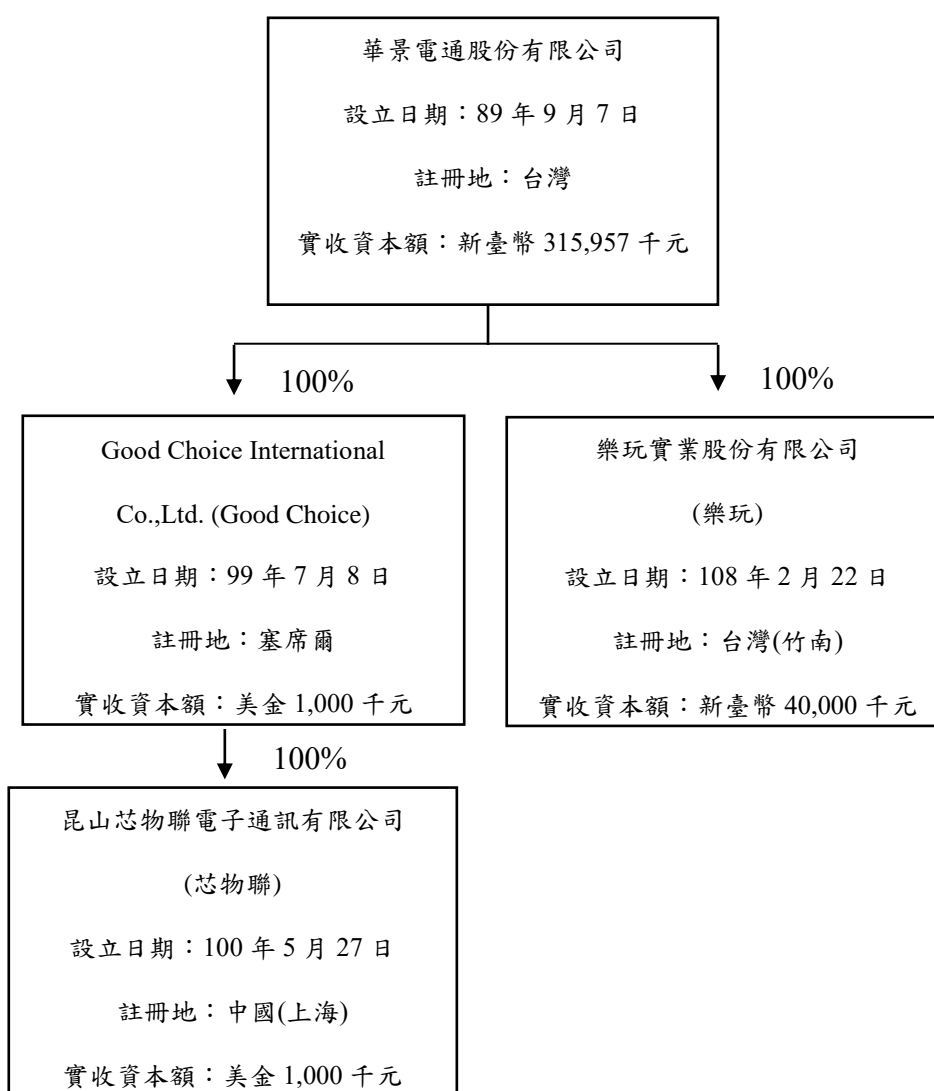 華景電通股份有限公司
設立日期：89 年 9 月 7 日
註冊地：台灣
實收資本額：新臺幣 315,957 千元
100%
100%
Good Choice International
Co.,Ltd. (Good Choice)
設立日期：99 年 7 月 8 日
註冊地：塞席爾
實收資本額：美金 1,000 千元
樂玩實業股份有限公司
(樂玩)
設立日期：108 年 2 月 22 日
註冊地：台灣(竹南)
實收資本額：新臺幣 40,000 千元
100%
昆山芯物聯電子通訊有限公司
(芯物聯)
設立日期：100 年 5 月 27 日
註冊地：中國(上海)
實收資本額：美金 1,000 千元